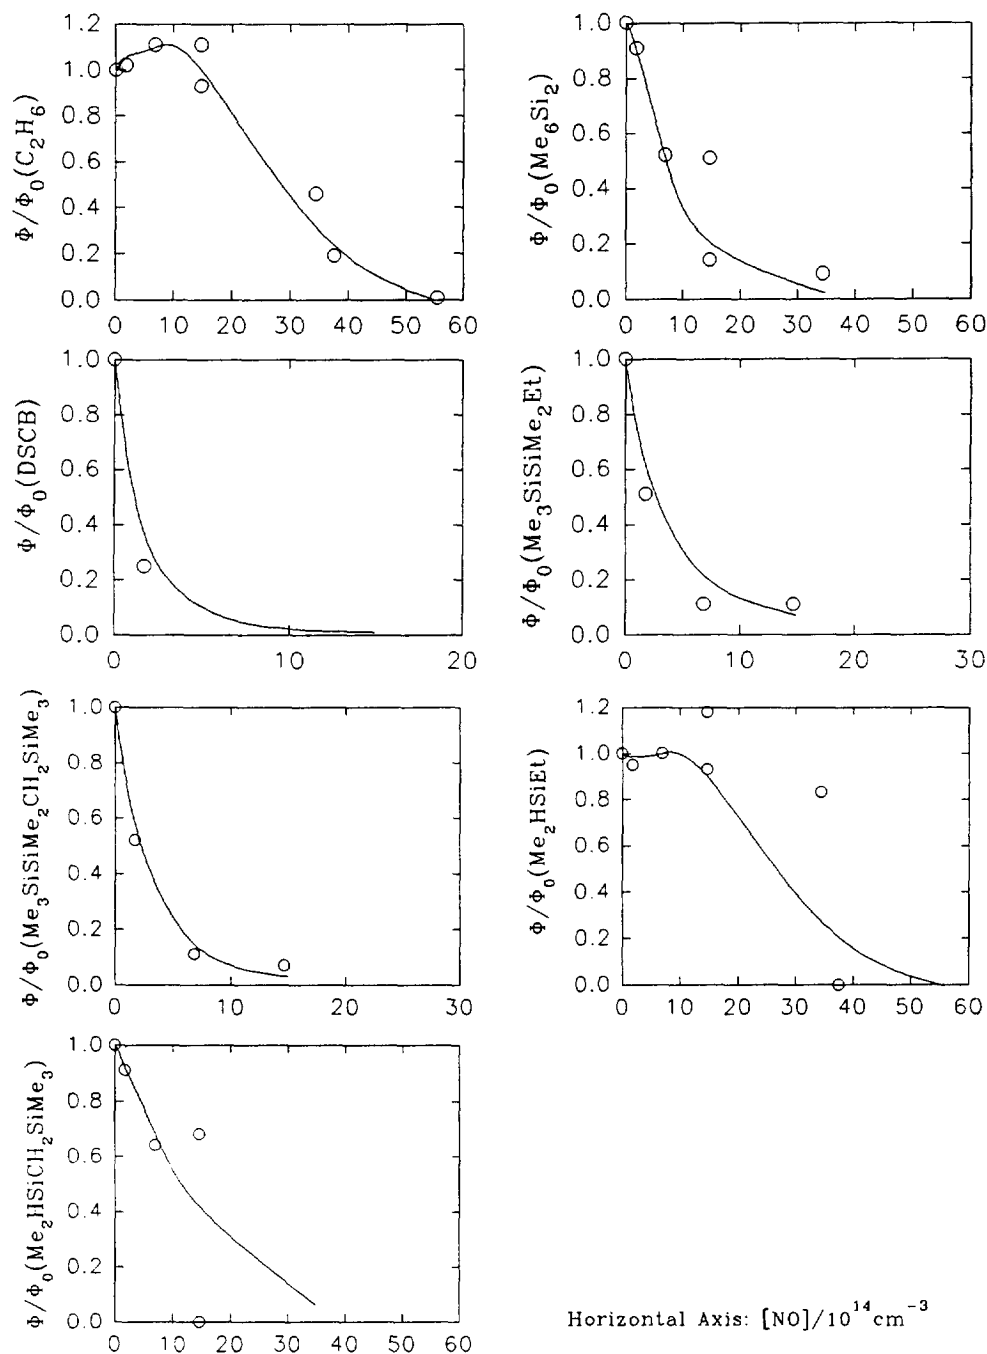 Φ/Φ0(C2H6)
1.2
1.0
0.8
0.6
0.4
0.2
0.0
0 10 20 30 40 50 60
Φ/Φ0(Me6Si2)
1.0
0.8
0.6
0.4
0.2
0.0
0 10 20 30 40 50 60
Φ/Φ0(DSCB)
1.0
0.8
0.6
0.4
0.2
0.0
0 10 20
Φ/Φ0(Me3SiSiMe2Et)
1.0
0.8
0.6
0.4
0.2
0.0
0 10 20 30
Φ/Φ0(Me3SiSiMe2CH2SiMe3)
1.0
0.8
0.6
0.4
0.2
0.0
0 10 20 30
Φ/Φ0(Me2HSiEt)
1.2
1.0
0.8
0.6
0.4
0.2
0.0
0 10 20 30 40 50 60
Φ/Φ0(Me2HSiCH2SiMe3)
1.0
0.8
0.6
0.4
0.2
0.0
0 10 20 30 40 50 60
Horizontal Axis: [NO]/10^14 cm^-3